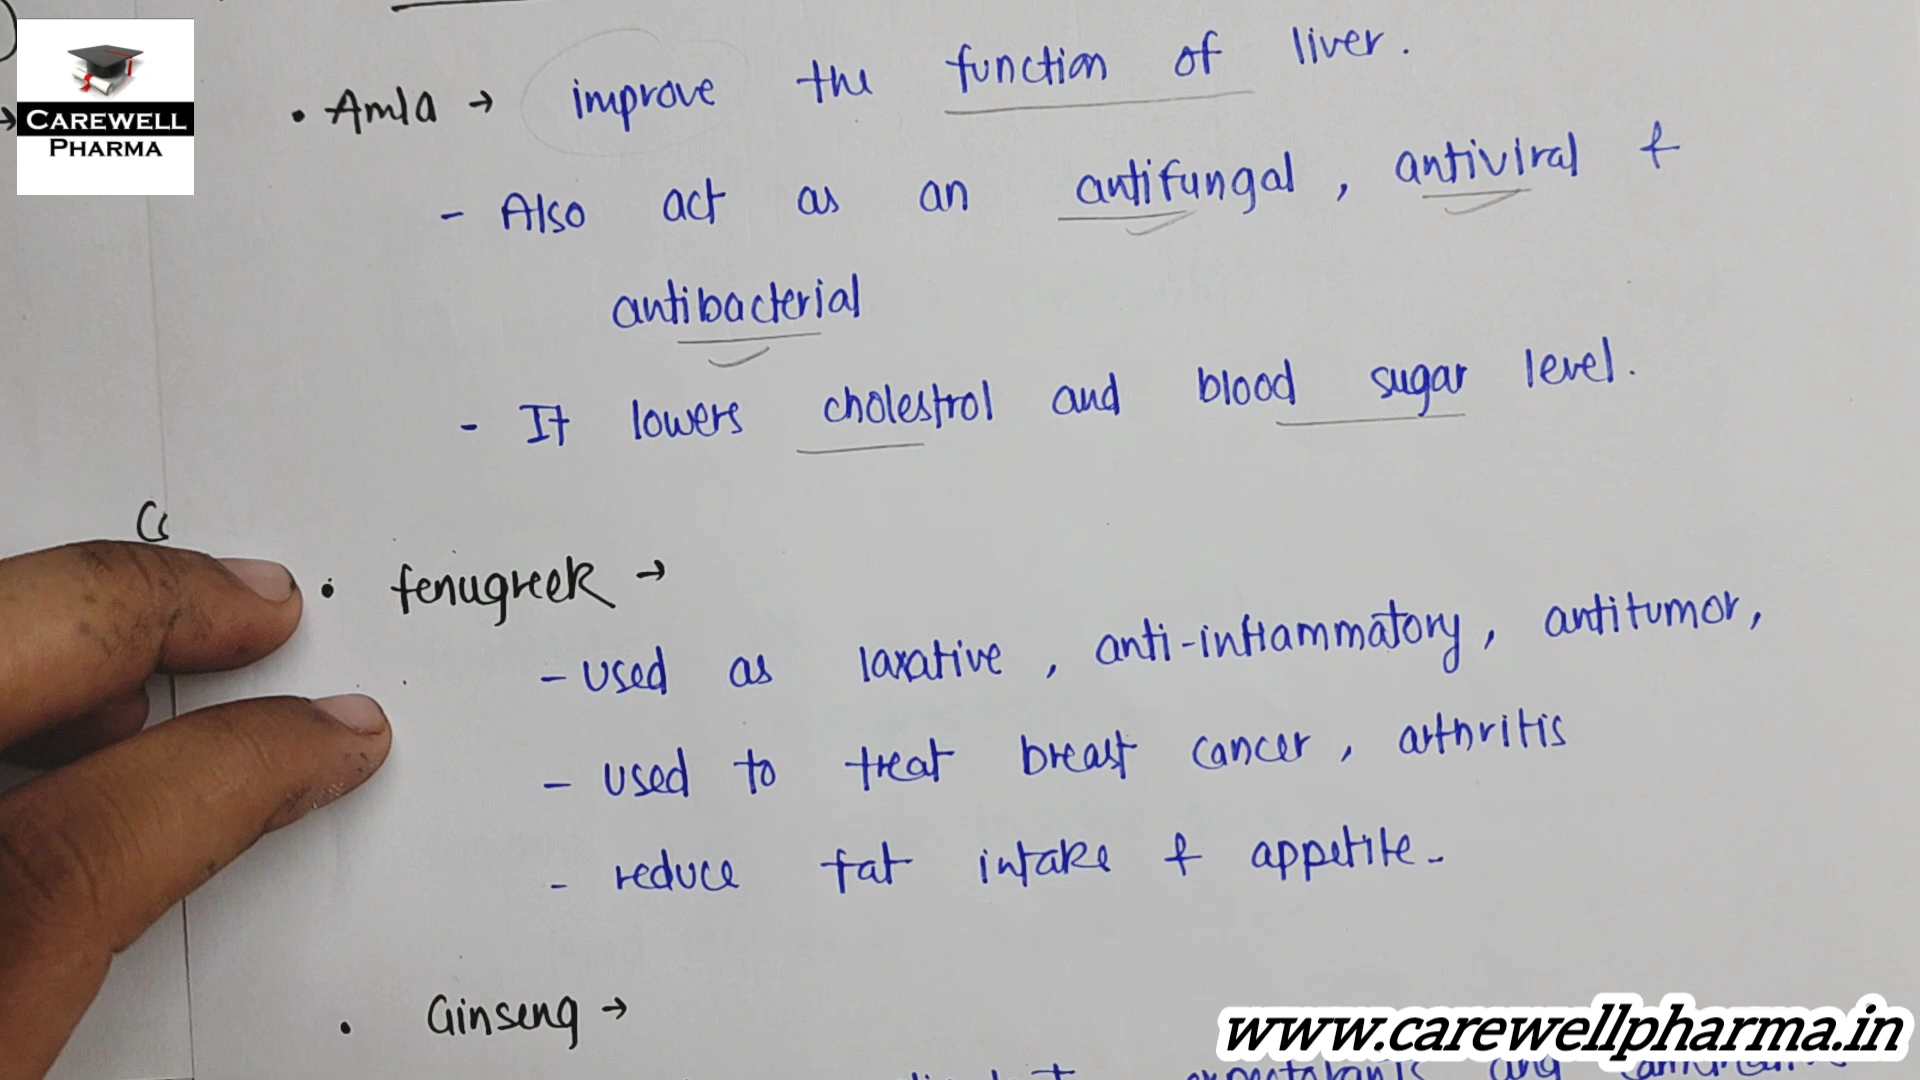 CAREWELL
PHARMA
• Amla → improve the function of liver.
- Also act as an antifungal, antiviral &
antibacterial
- It lowers cholestrol and blood sugar level.
• fenugreek →
- used as laxative, anti-inflammatory, antitumor,
- used to treat breast cancer, arthritis
- reduce fat intake & appetite.
• Ginseng →
www.carewellpharma.in